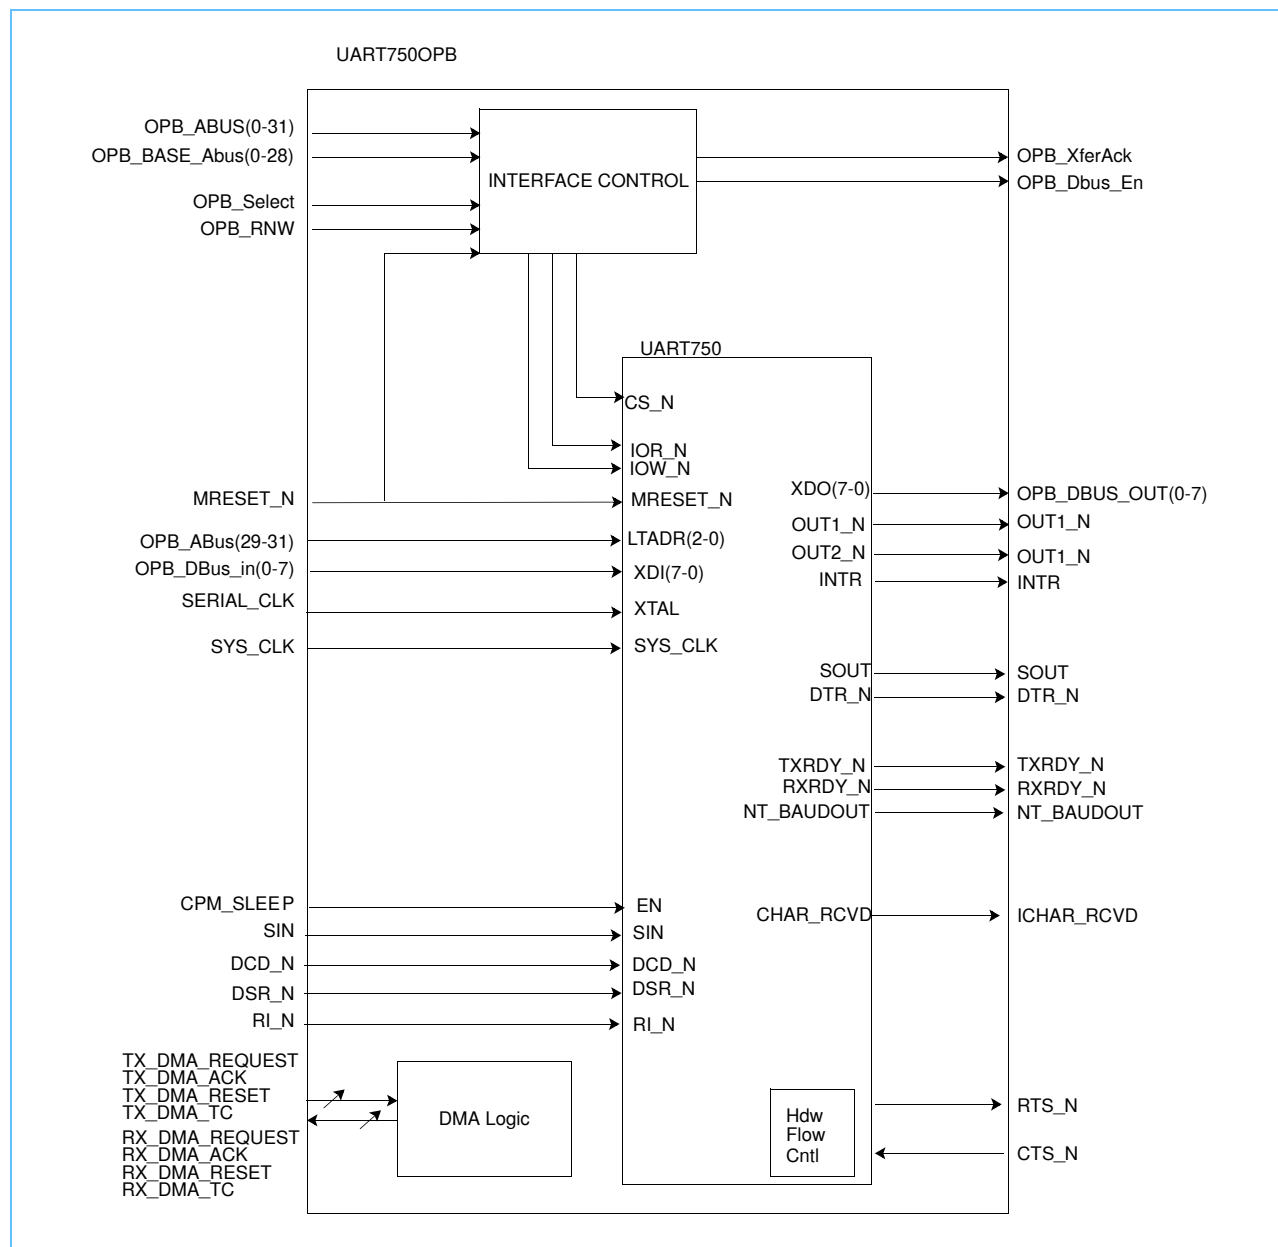 UART750OPB
OPB_ABUS(0-31)
OPB_BASE_Abus(0-28)
OPB_Select
OPB_RNW
INTERFACE CONTROL
OPB_XferAck
OPB_Dbus_En
UART750
CS_N
IOR_N
IOW_N
MRESET_N
MRESET_N
OPB_ABus(29-31)
LTADR(2-0)
OPB_DBus_in(0-7)
XDI(7-0)
SERIAL_CLK
XTAL
SYS_CLK
SYS_CLK
XDO(7-0)
OPB_DBUS_OUT(0-7)
OUT1_N
OUT1_N
OUT2_N
OUT1_N
INTR
INTR
SOUT
SOUT
DTR_N
DTR_N
TXRDY_N
TXRDY_N
RXRDY_N
RXRDY_N
NT_BAUDOUT
NT_BAUDOUT
CPM_SLEEP
EN
CHAR_RCVD
ICHAR_RCVD
SIN
SIN
DCD_N
DCD_N
DSR_N
DSR_N
RI_N
RI_N
TX_DMA_REQUEST
TX_DMA_ACK
TX_DMA_RESET
TX_DMA_TC
RX_DMA_REQUEST
RX_DMA_ACK
RX_DMA_RESET
RX_DMA_TC
DMA Logic
Hdw
Flow
Cntl
RTS_N
CTS_N